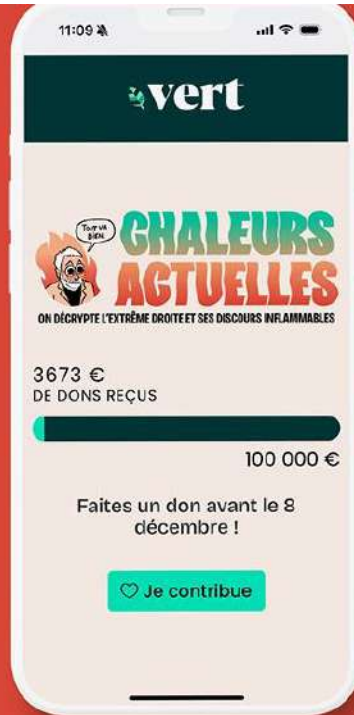 11:09
vert
TOUT VA
BIEN
CHALEURS
ACTUELLES
ON DÉCRYPTE L'EXTRÊME DROITE ET SES DISCOURS INFLAMMABLES
3673 €
DE DONS REÇUS
100 000 €
Faites un don avant le 8
décembre !
Je contribue